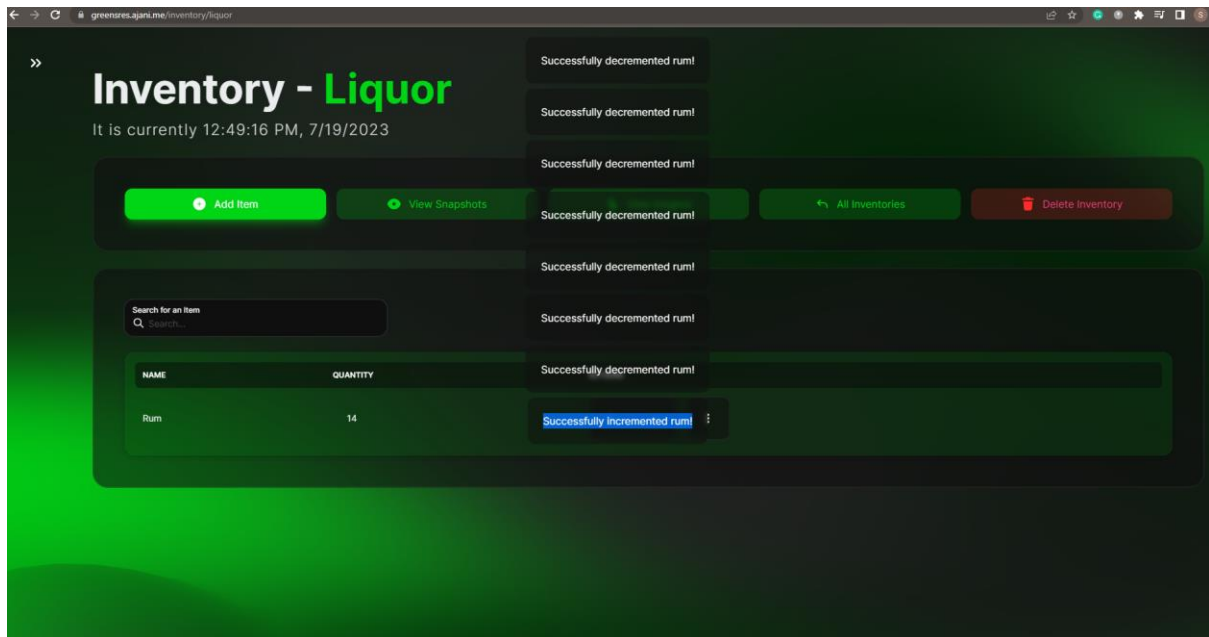 greensres.ajani.me/inventory/liquor
S
Inventory - Liquor
It is currently 12:49:16 PM, 7/19/2023
Successfully decremented rum!
Successfully decremented rum!
Successfully decremented rum!
Add Item
View Snapshots
All Inventories
Delete Inventory
Successfully decremented rum!
Successfully decremented rum!
Search for an item
Search...
Successfully decremented rum!
Successfully decremented rum!
NAME
QUANTITY
Rum
14
Successfully incremented rum!